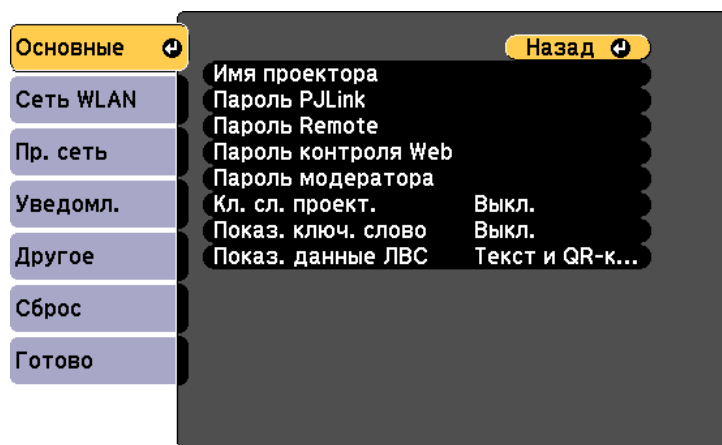 Основные
Сеть WLAN
Пр. сеть
Уведомл.
Другое
Сброс
Готово
Назад
Имя проектора
Пароль PJLink
Пароль Remote
Пароль контроля Web
Пароль модератора
Кл. сл. проект. Выкл.
Показ. ключ. слово Выкл.
Показ. данные ЛВС Текст и QR-к...